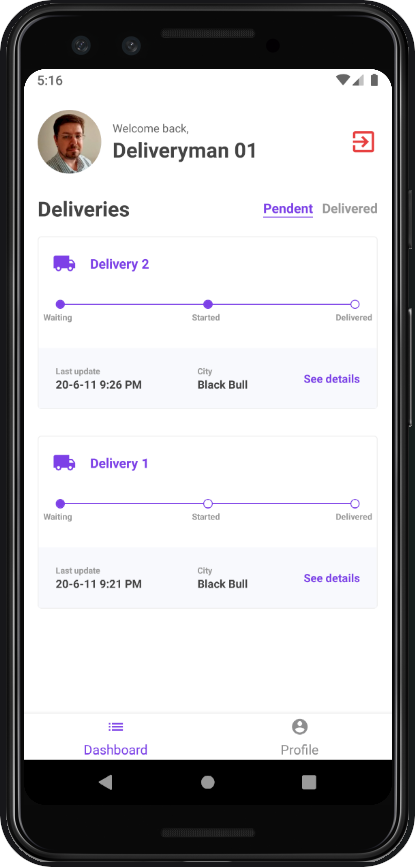 5:16
Welcome back,
Deliveryman 01
Deliveries Pendent Delivered
Delivery 2
Waiting Started Delivered
Last update City
20-6-11 9:26 PM Black Bull See details
Delivery 1
Waiting Started Delivered
Last update City
20-6-11 9:21 PM Black Bull See details
Dashboard Profile